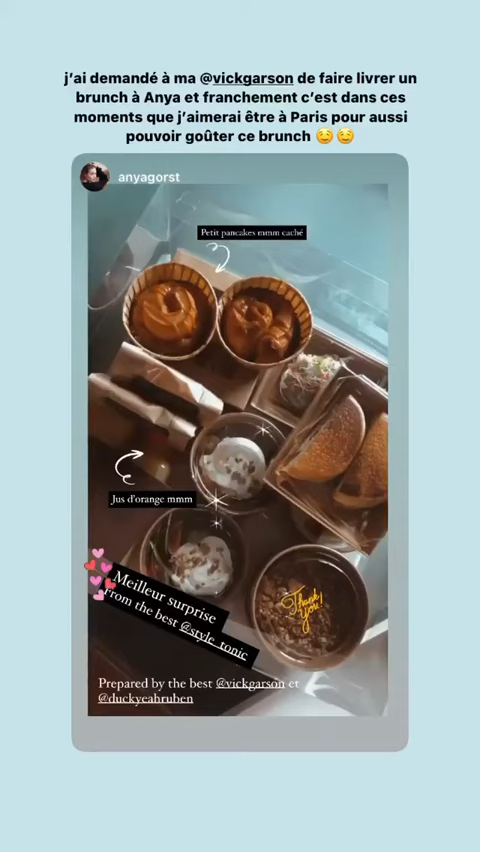 j’ai demandé à ma @vickgarson de faire livrer un
brunch à Anya et franchement c’est dans ces
moments que j’aimerai être à Paris pour aussi
pouvoir goûter ce brunch 🤤🤤
anyagorst
Petit pancakes mmm caché
Jus d’orange mmm
Meilleur surprise
From the best @style_tonic
Thank
You!
Prepared by the best @vickgarson et
@duckyeahruben